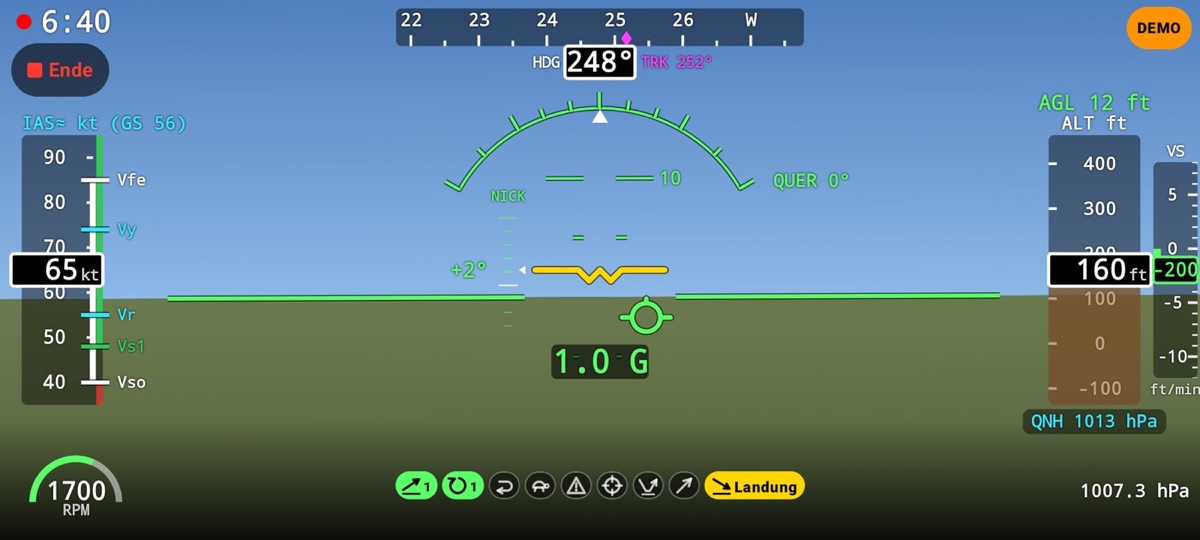 6:40
Ende
22 23 24 25 26 W
HDG 248° TRK 252°
DEMO
IAS≈ kt (GS 56)
90
80
70
65 kt
60
50
40
Vfe
Vy
Vr
Vs1
Vso
NICK
+2°
10
QUER 0°
1.0 G
AGL 12 ft
ALT ft
400
300
200
160 ft
100
0
-100
VS
5
0
-200
-5
-10
ft/min
QNH 1013 hPa
1700
RPM
1
1
Landung
1007.3 hPa